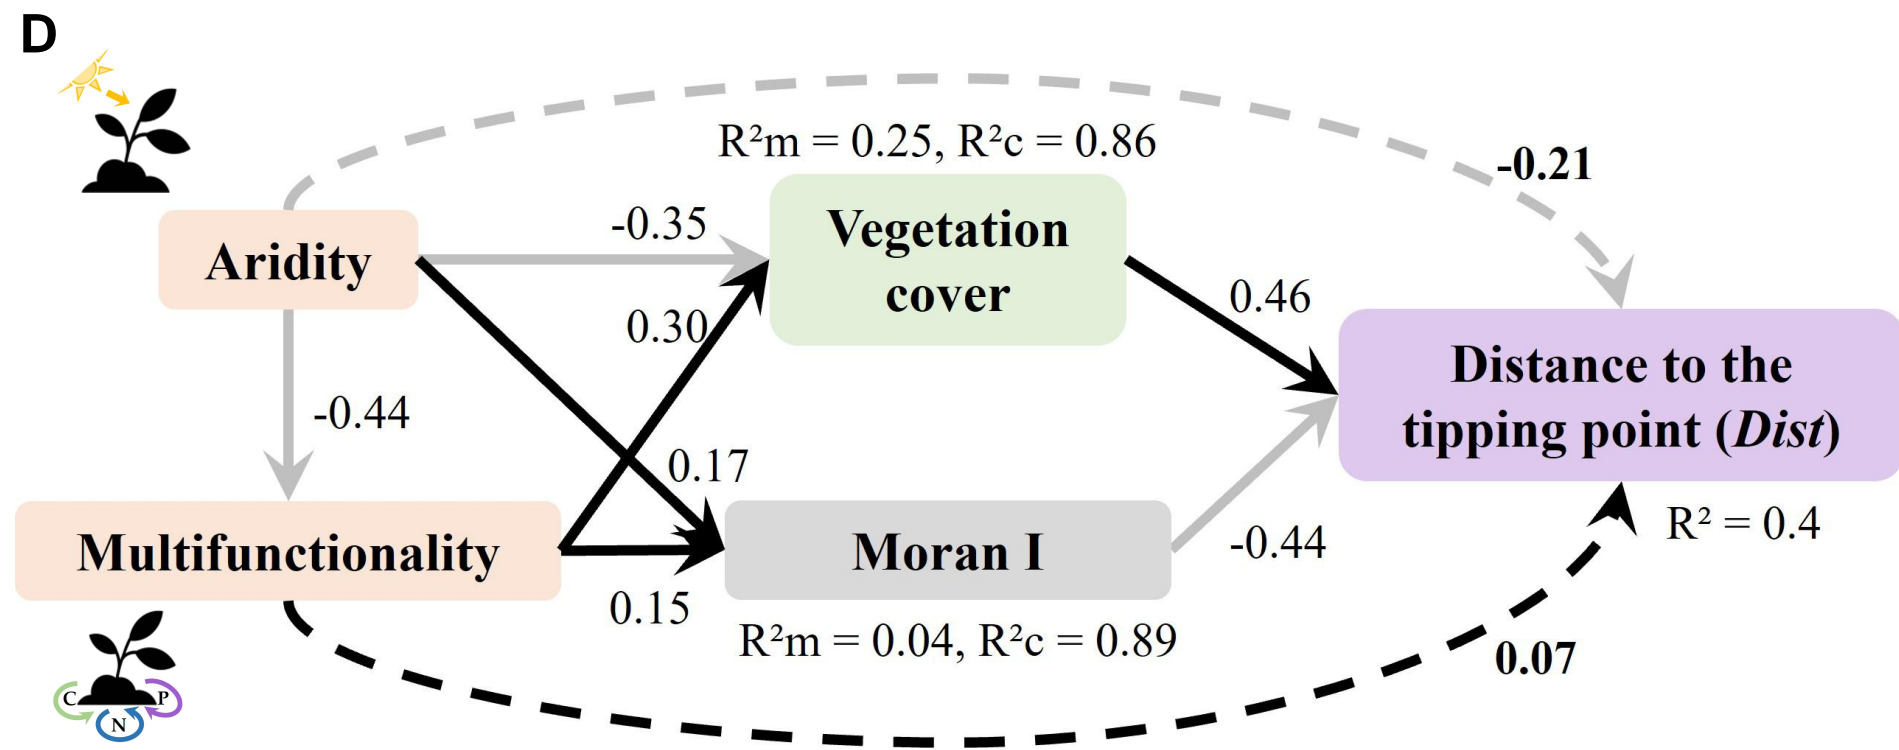 D
R²m = 0.25, R²c = 0.86
-0.21
Aridity
-0.35
Vegetation
cover
0.30
0.46
-0.44
0.17
Distance to the
tipping point (Dist)
R² = 0.4
Multifunctionality
0.15
Moran I
-0.44
R²m = 0.04, R²c = 0.89
0.07
C
P
N